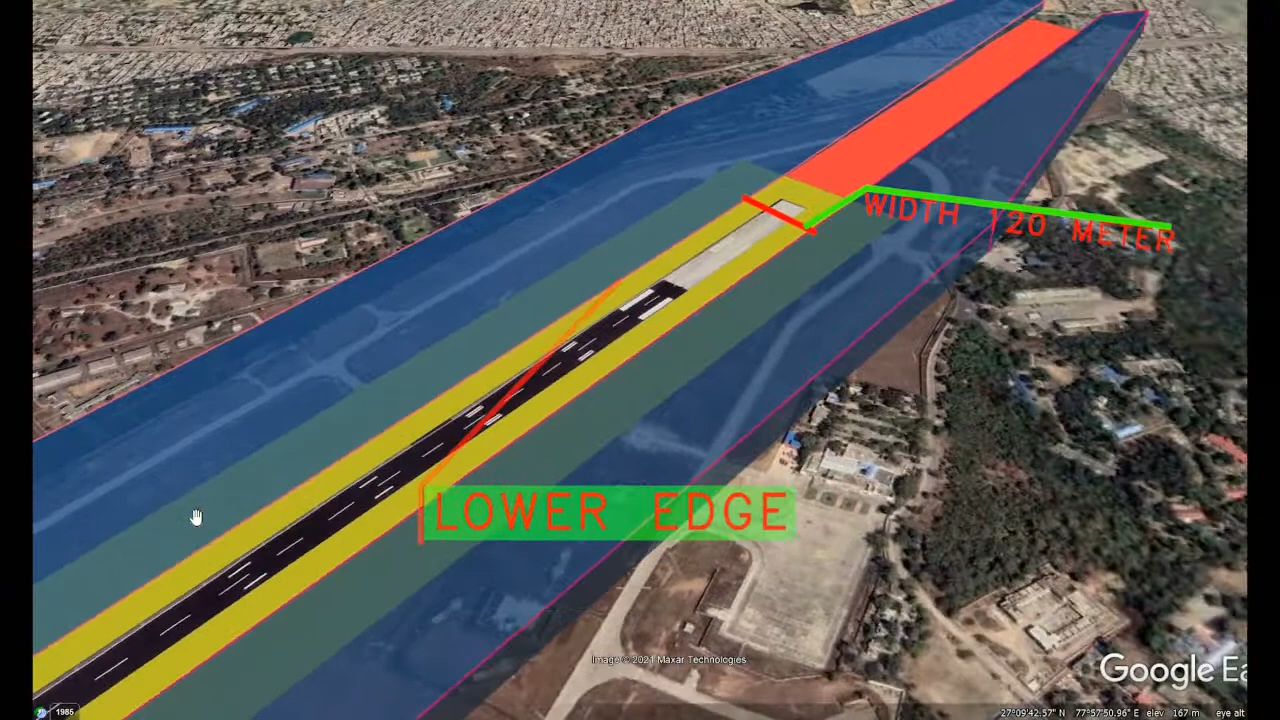 WIDTH 120 METER
LOWER EDGE
Image © 2021 Maxar Technologies
Google Ea
1985
27°09'42.57" N 77°57'50.96" E elev 167 m eye alt